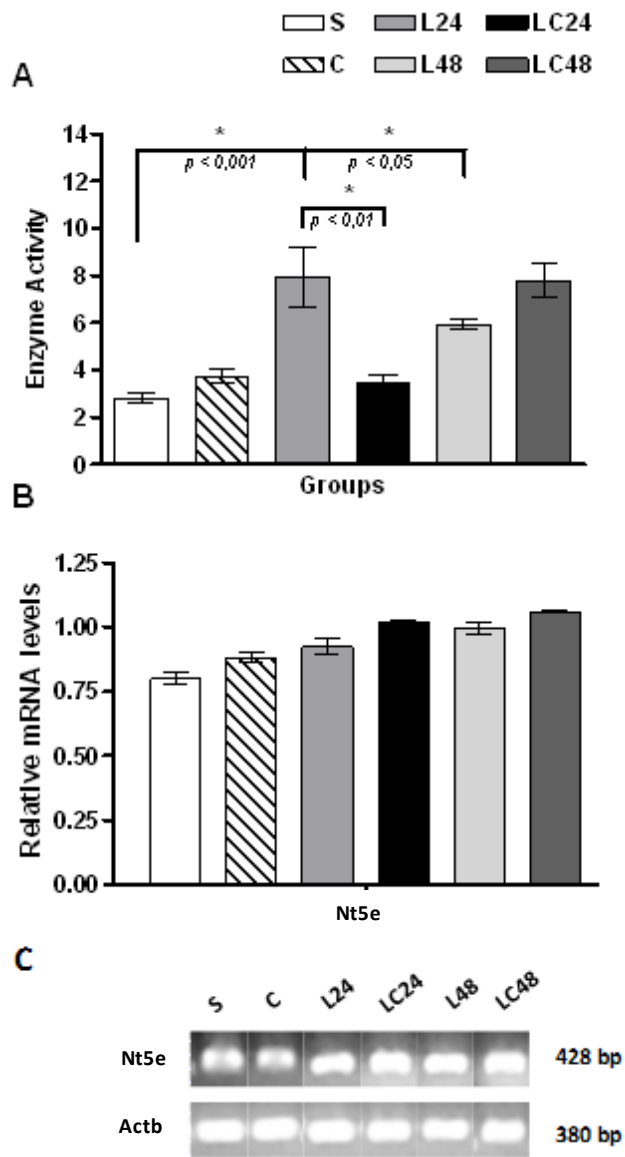 S L24 LC24
C L48 LC48
A
14
12
10
8
6
4
2
0
Enzyme Activity
*
*
p < 0,001
p < 0,05
*
p < 0,01
Groups
B
1.25
1.00
0.75
0.50
0.25
0.00
Relative mRNA levels
Nt5e
C
S C L24 LC24 L48 LC48
Nt5e 428 bp
Actb 380 bp